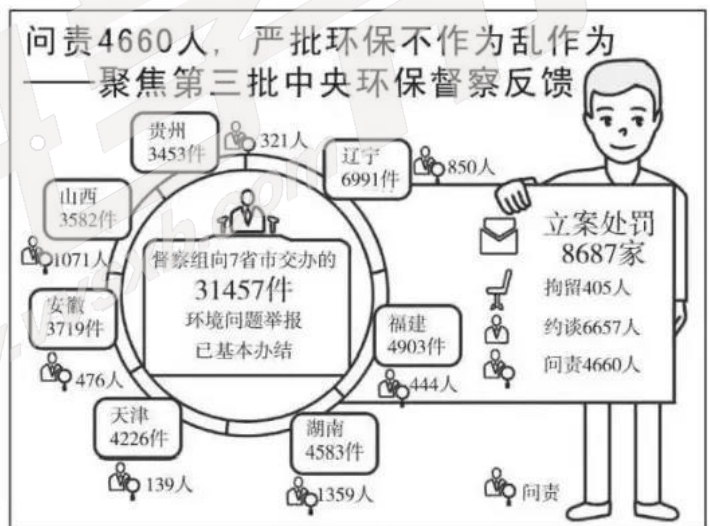 问责4660人，严批环保不作为乱作为
——聚焦第三批中央环保督察反馈
贵州
3453件
321人
辽宁
6991件
850人
山西
3582件
1071人
安徽
3719件
476人
天津
4226件
139人
湖南
4583件
1359人
福建
4903件
444人
督察组向7省市交办的
31457件
环境问题举报
已基本办结
立案处罚
8687家
拘留405人
约谈6657人
问责4660人
问责